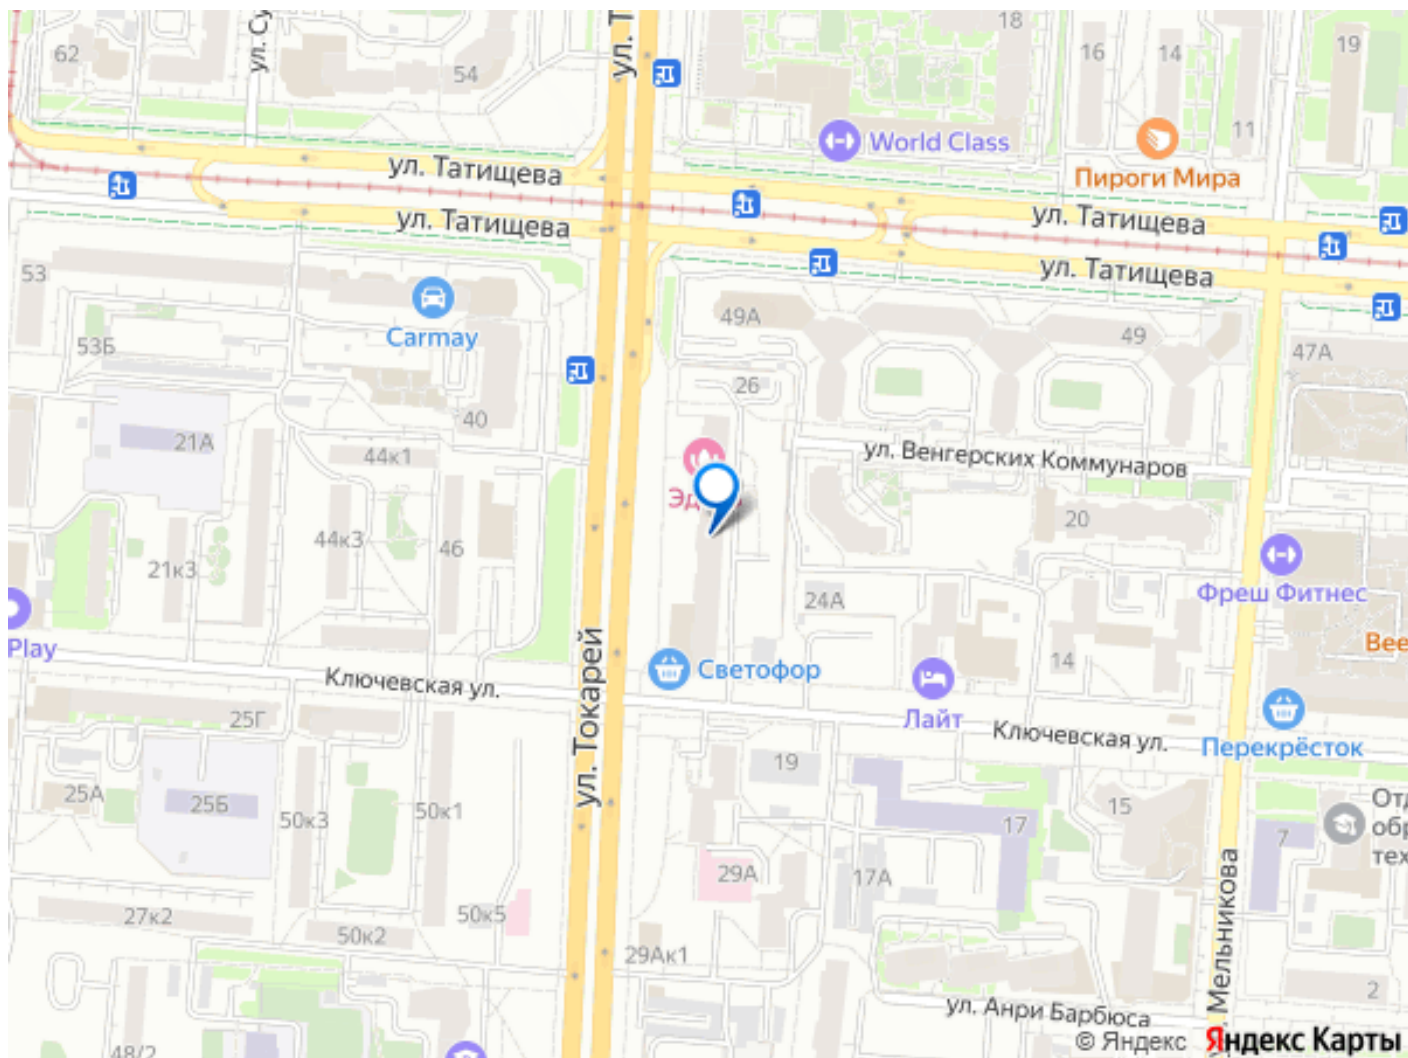 18
62
ул. Су
54
ул. Т
16
14
19
11
World Class
ул. Татищева
Пироги Мира
ул. Татищева
ул. Татищева
ул. Татищева
53
Carmay
53Б
49А
49
47А
26
40
21А
44к1
ул. Венгерских Коммунаров
20
44к3
46
21к3
24А
Фреш Фитнес
Play
Вее
14
Светофор
Ключевская ул.
ул. Токарей
Лайт
Ключевская ул.
Перекрёсток
25Г
19
25А
25Б
50к3
50к1
17
15
7
От
обр
тех
29А
17А
27к2
50к5
50к2
29Ак1
Мельникова
2
ул. Анри Барбюса
48/2
© Яндекс Яндекс Карты